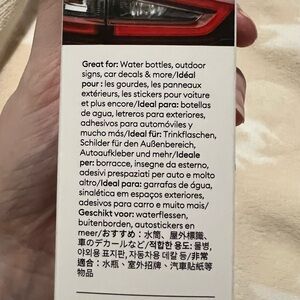 Great for: Water bottles, outdoor
signs, car decals & more/Idéal
pour : les gourdes, les panneaux
extérieurs, les stickers pour voiture
et plus encore/Ideal para: botellas
de agua, letreros para exteriores,
adhesivos para automóviles y
mucho más/Ideal für: Trinkflaschen,
Schilder für den Außenbereich,
Autoaufkleber und mehr/Ideale
per: borracce, insegne da esterno,
adesivi prespaziati per auto e molto
altro/Ideal para: garrafas de água,
sinalética em espaços exteriores,
adesivos para carro e muito mais/
Geschikt voor: waterflessen,
buitenborden, autostickers en
meer/おすすめ：水筒、屋外標識、
車のデカールなど/적합한 용도: 물병,
야외용 표지판, 자동차용 데칼 등/非常
適合：水瓶、室外招牌、汽車貼紙等
物品